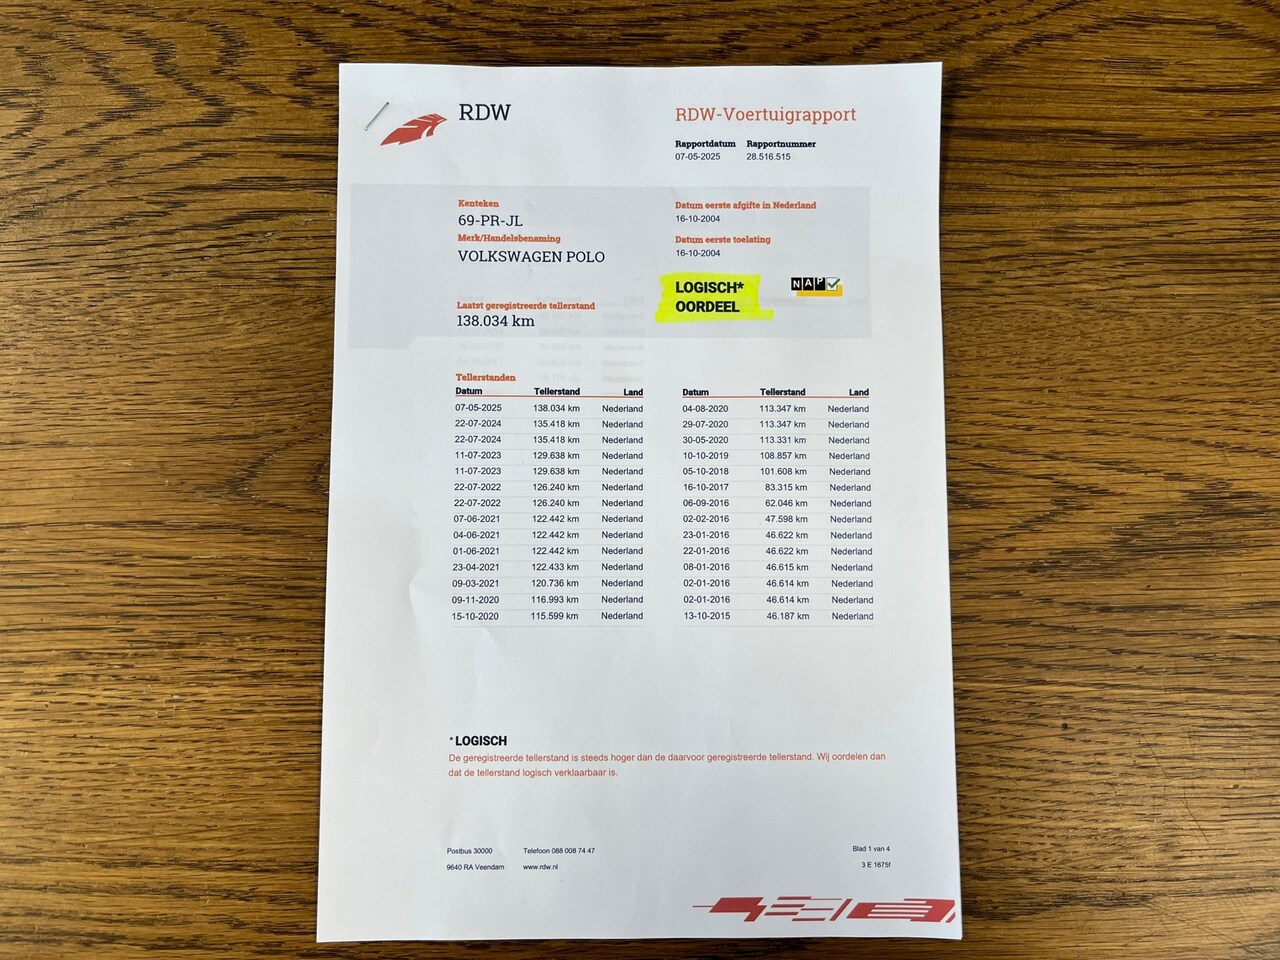 RDW
RDW-Voertuigrapport
Rapportdatum Rapportnummer
07-05-2025 28.516.515
Kenteken
69-PR-JL
Merk/Handelsbenaming
VOLKSWAGEN POLO
Datum eerste afgifte in Nederland
16-10-2004
Datum eerste toelating
16-10-2004
LOGISCH*
OORDEEL
NAP
Laatst geregistreerde tellerstand
138.034 km
Tellerstanden
Datum Tellerstand Land
07-05-2025 138.034 km Nederland
22-07-2024 135.418 km Nederland
22-07-2024 135.418 km Nederland
11-07-2023 129.638 km Nederland
11-07-2023 129.638 km Nederland
22-07-2022 126.240 km Nederland
22-07-2022 126.240 km Nederland
07-06-2021 122.442 km Nederland
04-06-2021 122.442 km Nederland
01-06-2021 122.442 km Nederland
23-04-2021 122.433 km Nederland
09-03-2021 120.736 km Nederland
09-11-2020 116.993 km Nederland
15-10-2020 115.599 km Nederland
Datum Tellerstand Land
04-08-2020 113.347 km Nederland
29-07-2020 113.347 km Nederland
30-05-2020 113.331 km Nederland
10-10-2019 108.857 km Nederland
05-10-2018 101.608 km Nederland
16-10-2017 83.315 km Nederland
06-09-2016 62.046 km Nederland
02-02-2016 47.598 km Nederland
23-01-2016 46.622 km Nederland
22-01-2016 46.622 km Nederland
08-01-2016 46.615 km Nederland
02-01-2016 46.614 km Nederland
02-01-2016 46.614 km Nederland
13-10-2015 46.187 km Nederland
*LOGISCH
De geregistreerde tellerstand is steeds hoger dan de daarvoor geregistreerde tellerstand. Wij oordelen dan
dat de tellerstand logisch verklaarbaar is.
Postbus 30000 Telefoon 088 008 74 47
9640 RA Veendam www.rdw.nl
Blad 1 van 4
3 E 1675f